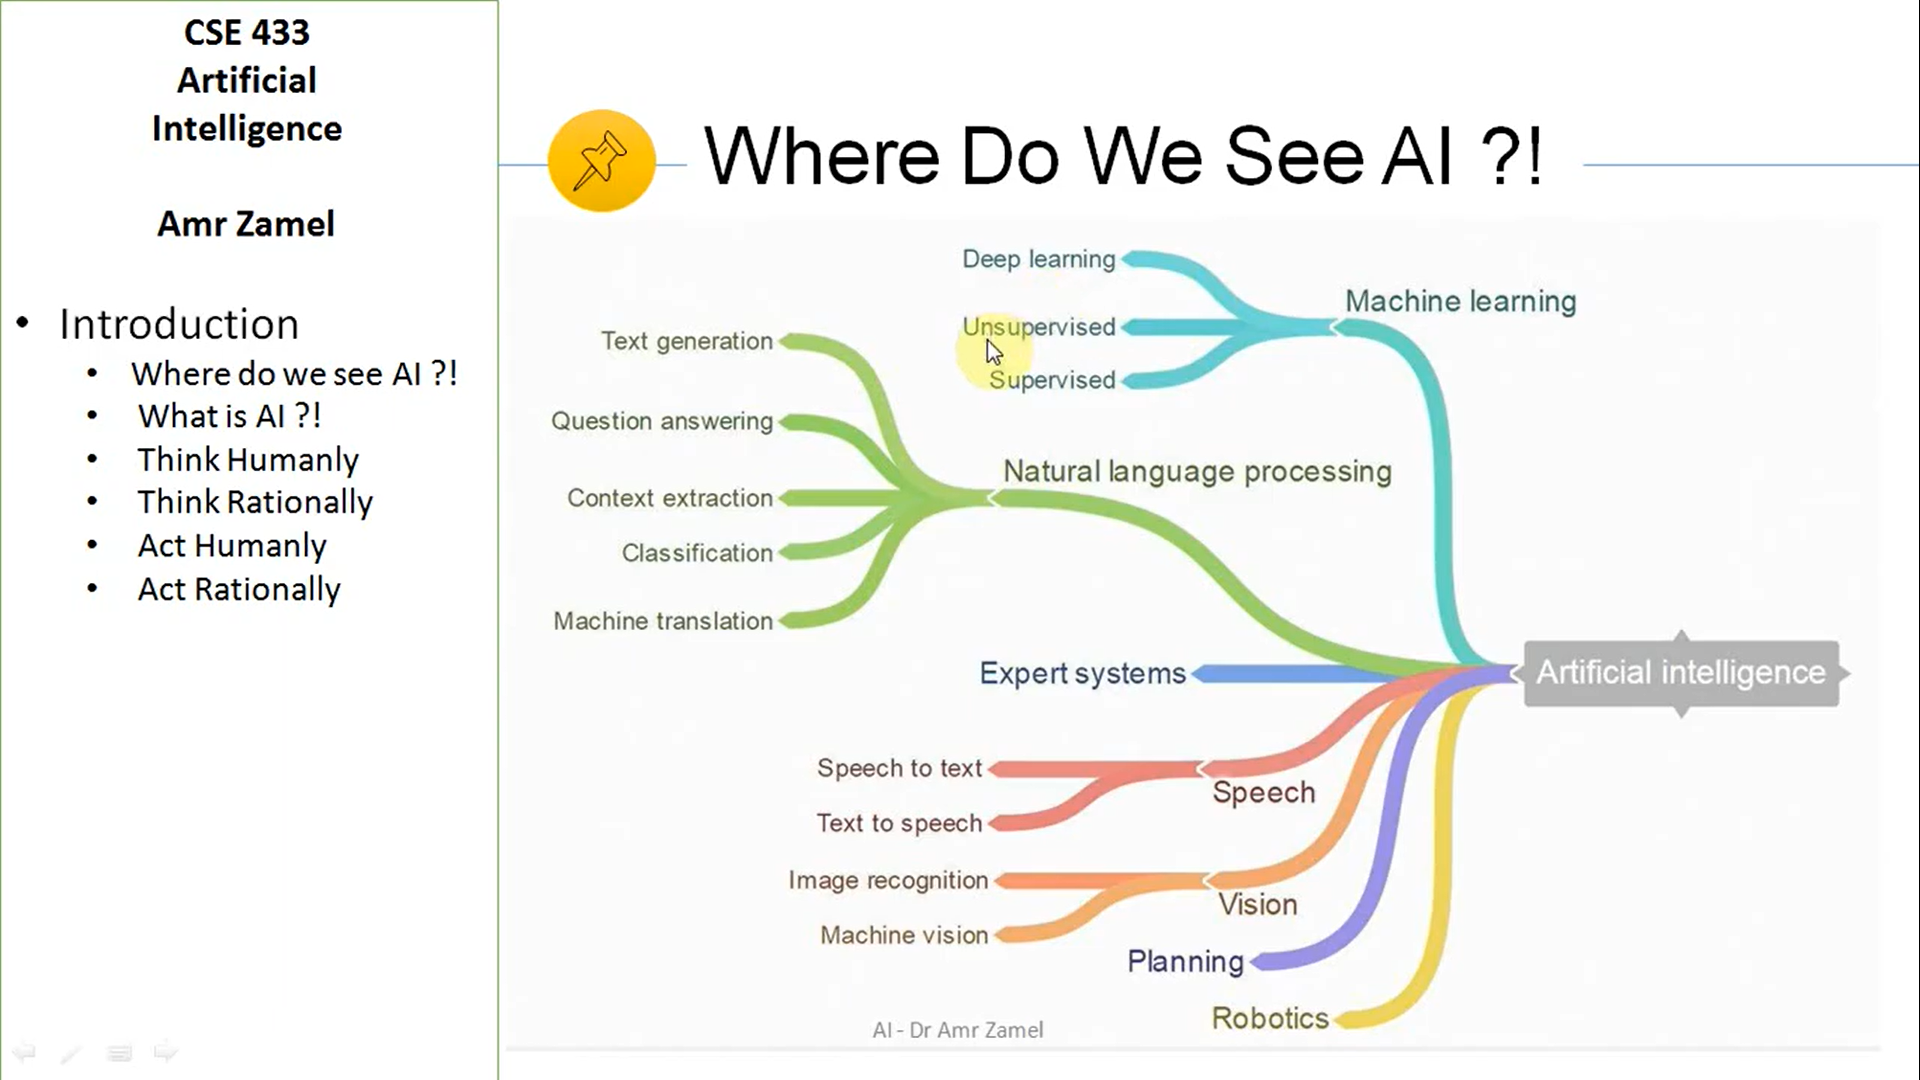 CSE 433
Artificial
Intelligence
Amr Zamel
• Introduction
• Where do we see AI ?!
• What is AI ?!
• Think Humanly
• Think Rationally
• Act Humanly
• Act Rationally
Where Do We See AI ?!
Deep learning
Unsupervised
Supervised
Machine learning
Text generation
Question answering
Context extraction
Classification
Machine translation
Natural language processing
Expert systems
Artificial intelligence
Speech to text
Text to speech
Speech
Image recognition
Machine vision
Vision
Planning
Robotics
AI - Dr Amr Zamel